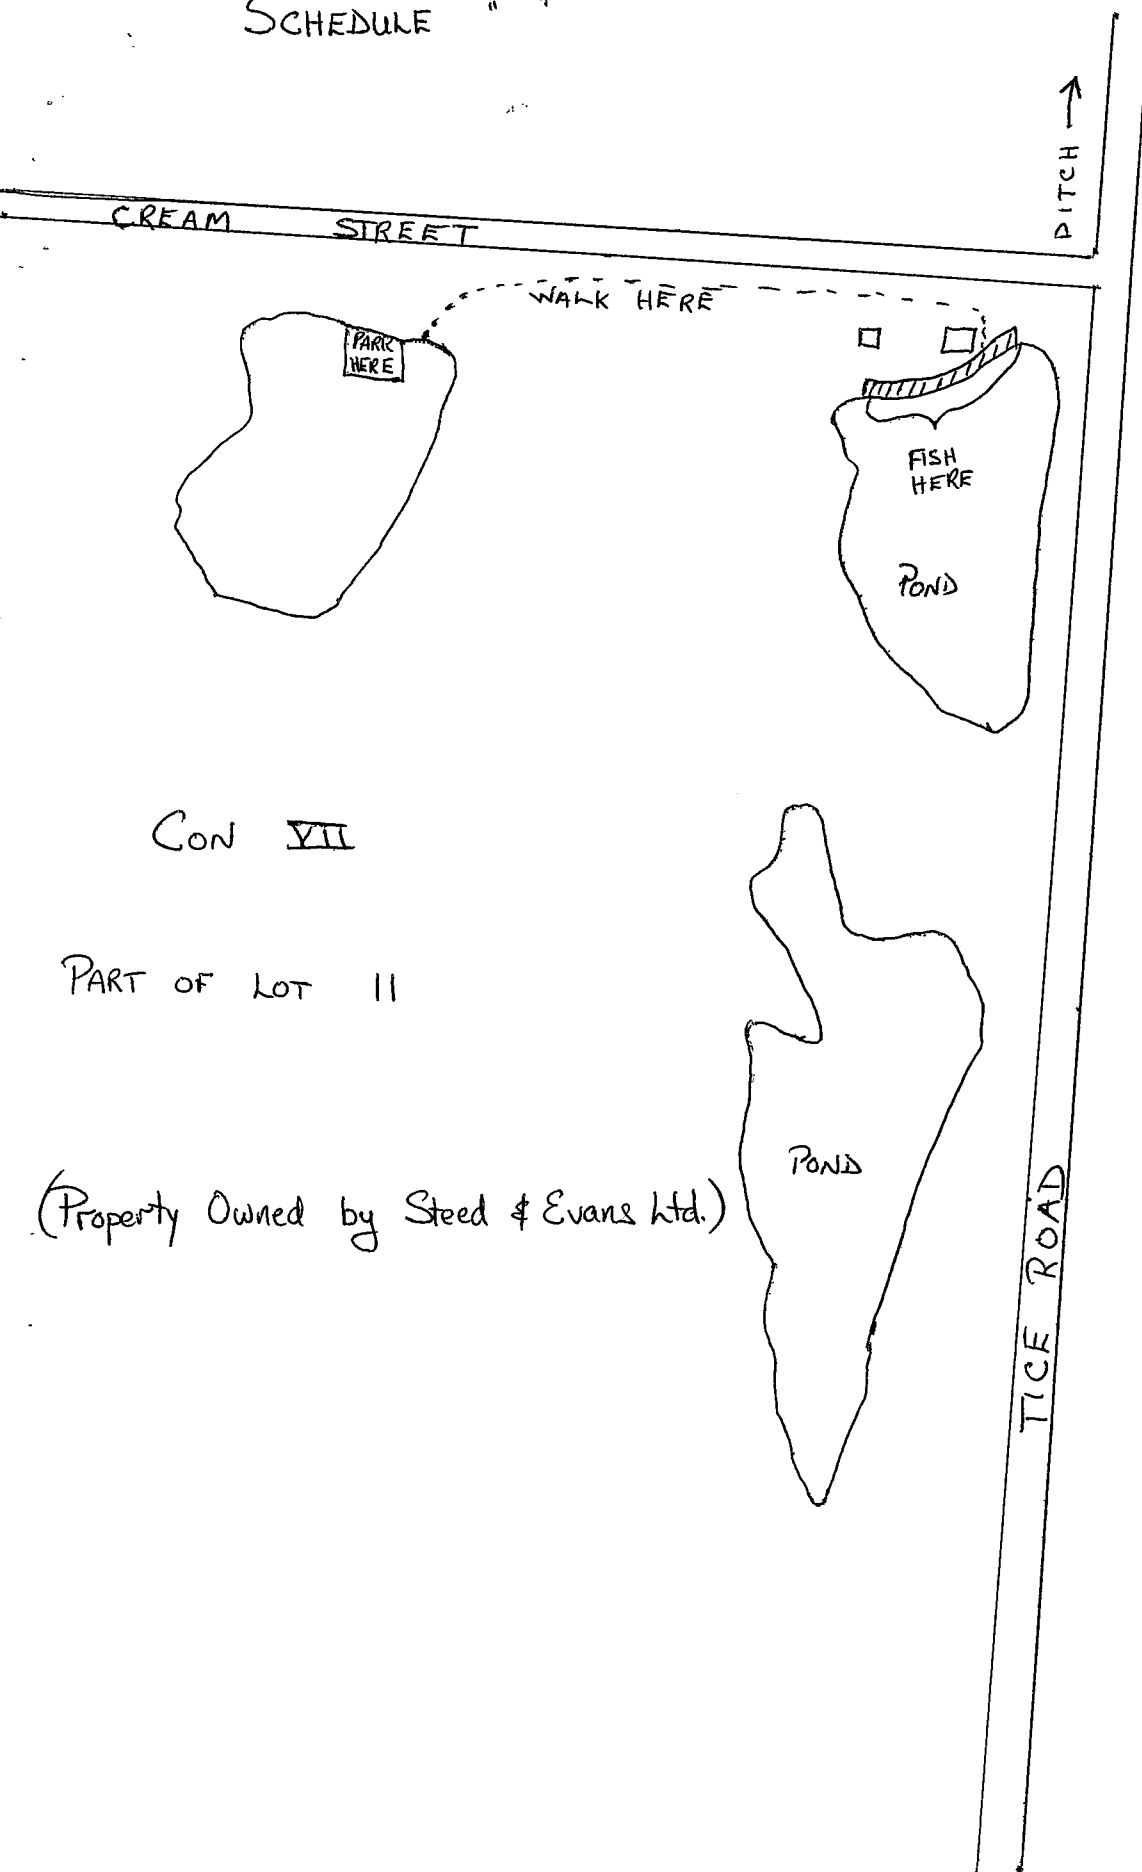 SCHEDULE "
DITCH →
CREAM STREET
WALK HERE
PARK
HERE
FISH
HERE
POND
CON VII
PART OF LOT 11
POND
(Property Owned by Steed & Evans Ltd.)
TICE ROAD